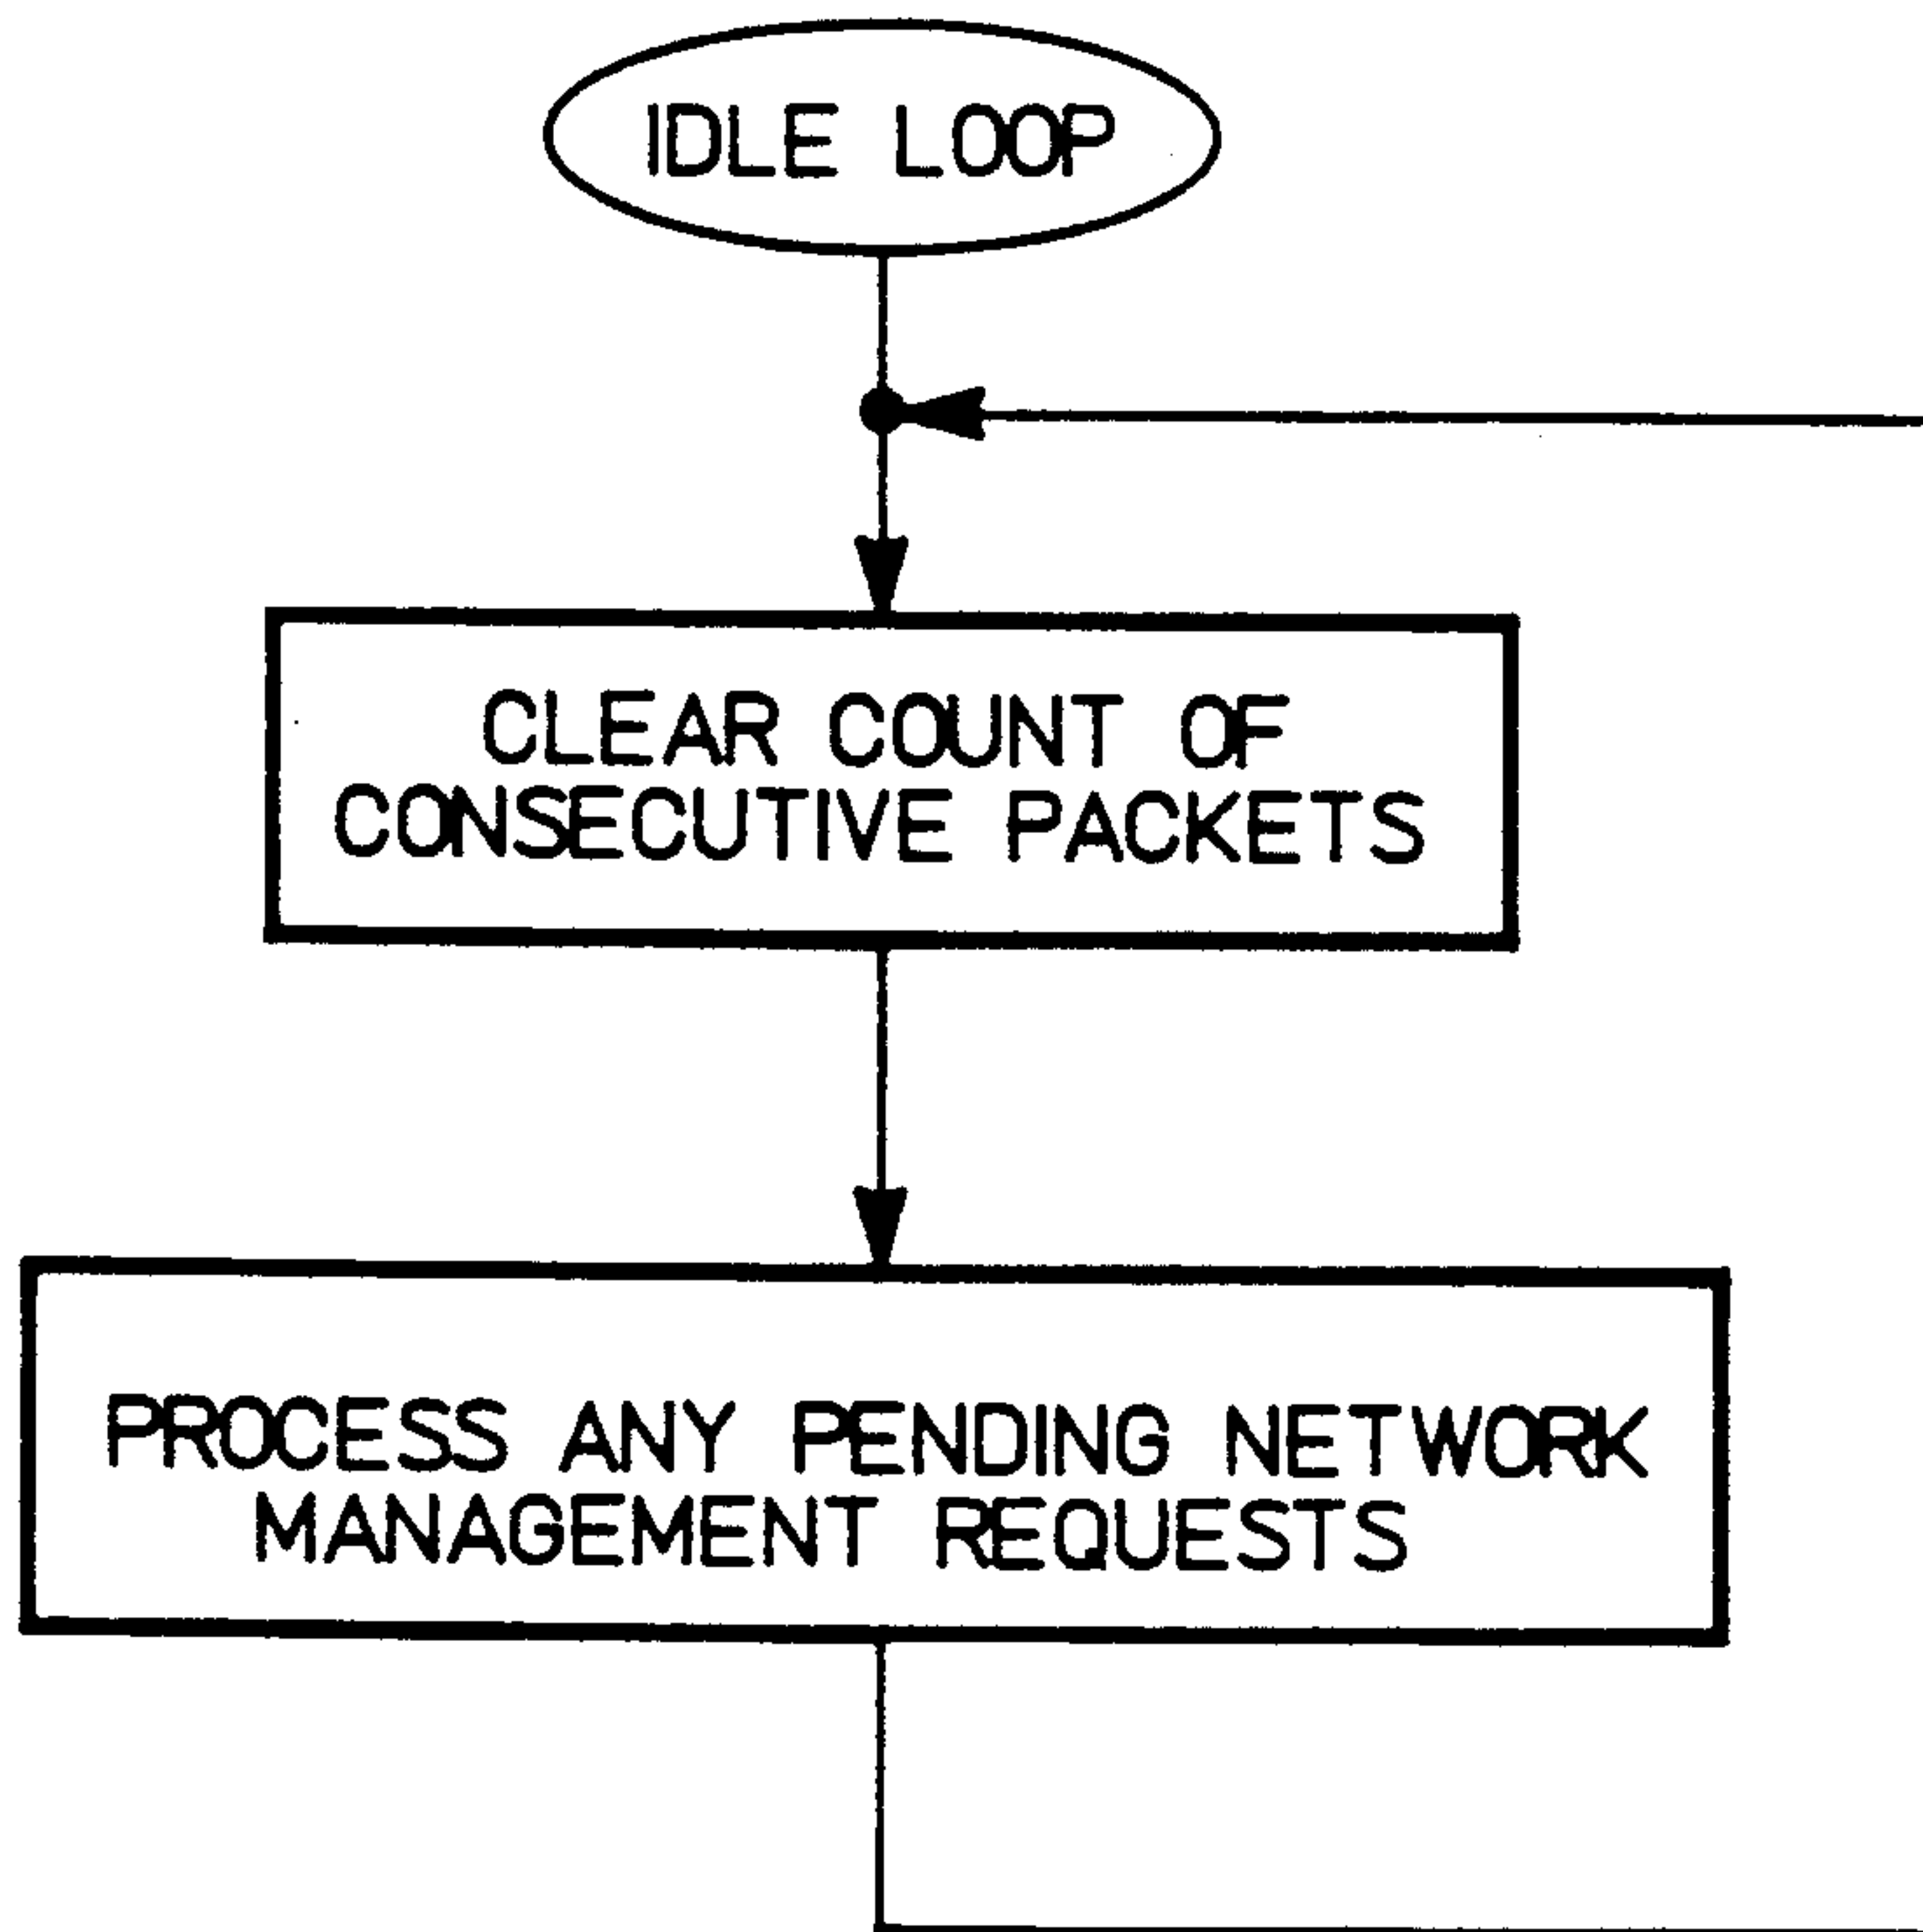 IDLE LOOP
CLEAR COUNT OF
CONSECUTIVE PACKETS
PROCESS ANY PENDING NETWORK
MANAGEMENT REQUESTS